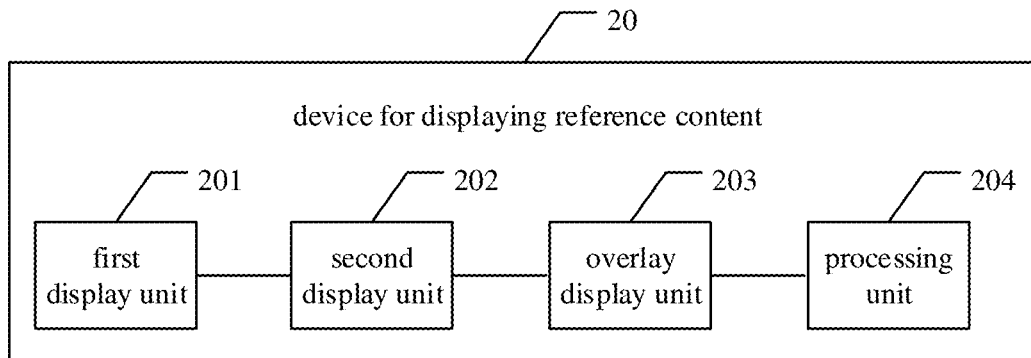 20
device for displaying reference content
201
202
203
204
first
display unit
second
display unit
overlay
display unit
processing
unit